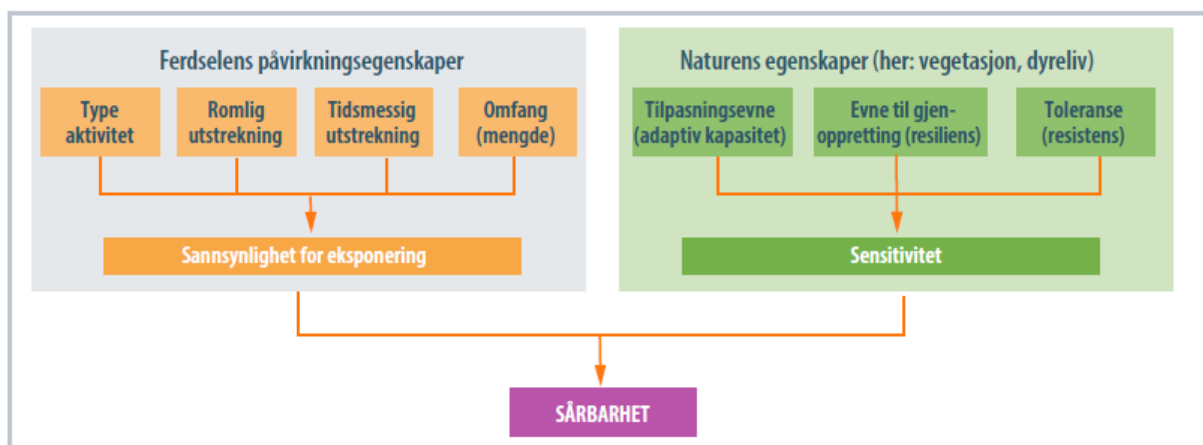 Ferdselens påvirkningsegenskaper
Type
aktivitet
Romlig
utstrekning
Tidsmessig
utstrekning
Omfang
(mengde)
Sannsynlighet for eksponering
Naturens egenskaper (her: vegetasjon, dyreliv)
Tilpasningsevne
(adaptiv kapasitet)
Evne til gjen-
oppretting (resiliens)
Toleranse
(resistens)
Sensitivitet
SÅRBARHET